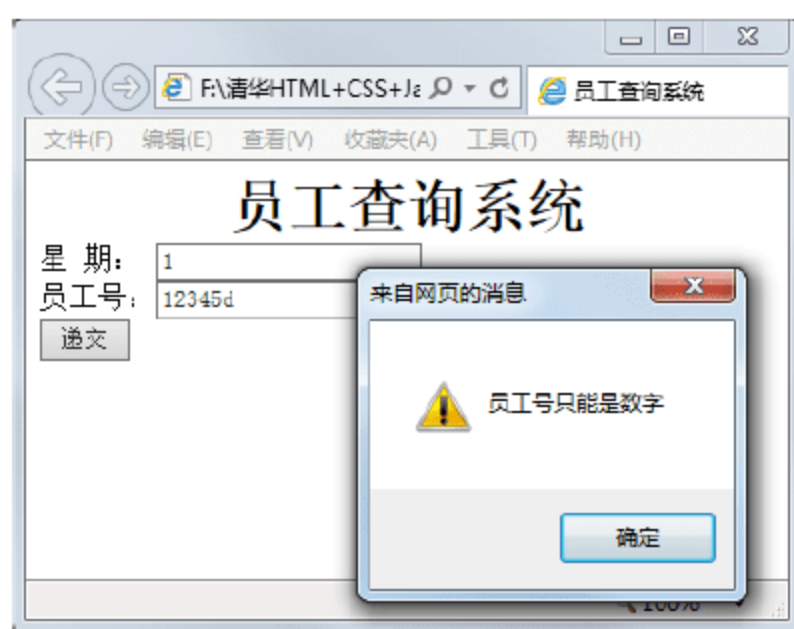 F:\清华HTML+CSS+Ja
员工查询系统
文件(F) 编辑(E) 查看(V) 收藏夹(A) 工具(T) 帮助(H)
员工查询系统
星 期： 1
员工号： 12345d
递交
来自网页的消息
员工号只能是数字
确定
100%